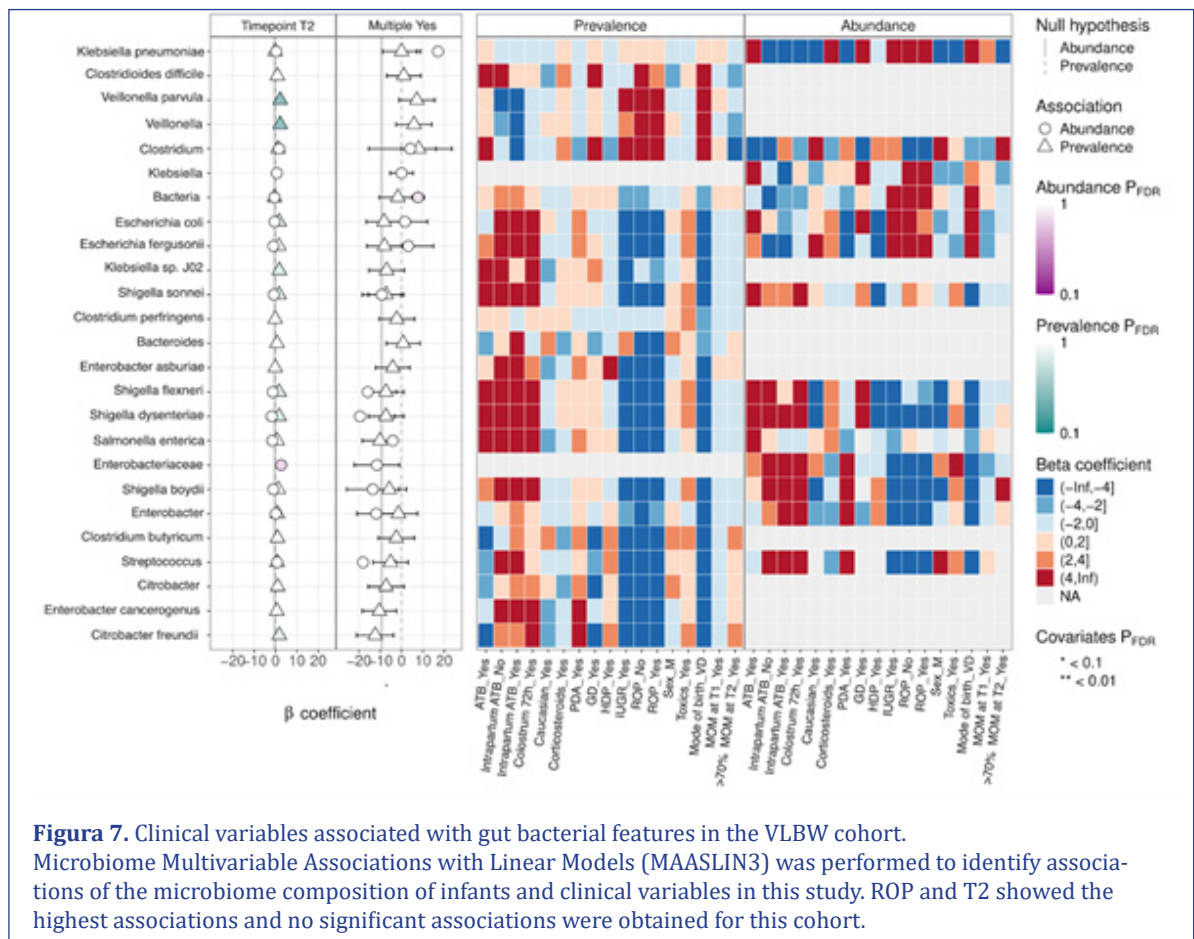 Timepoint T2
Multiple Yes
Prevalence
Abundance
Klebsiella pneumoniae
Clostridioides difficile
Veillonella parvula
Veillonella
Clostridium
Klebsiella
Bacteria
Escherichia coli
Escherichia fergusonii
Klebsiella sp. J02
Shigella sonnei
Clostridium perfringens
Bacteroides
Enterobacter asburiae
Shigella flexneri
Shigella dysenteriae
Salmonella enterica
Enterobacteriaceae
Shigella boydii
Enterobacter
Clostridium butyricum
Streptococcus
Citrobacter
Enterobacter cancerogenus
Citrobacter freundii
−20 −10 0 10 20
−20 −10 0 10 20
β coefficient
ATB_Yes
Intrapartum ATB_No
Intrapartum ATB_Yes
Colostrum 72h_Yes
Caucasian_Yes
Corticosteroids_Yes
PDA_Yes
GD_Yes
HDP_Yes
IUGR_Yes
ROP_No
ROP_Yes
Sex_M
Toxics_Yes
Mode of birth_VD
MOM at T1_Yes
>70% MOM at T2_Yes
ATB_Yes
Intrapartum ATB_No
Intrapartum ATB_Yes
Colostrum 72h_Yes
Caucasian_Yes
Corticosteroids_Yes
PDA_Yes
GD_Yes
HDP_Yes
IUGR_Yes
ROP_No
ROP_Yes
Sex_M
Toxics_Yes
Mode of birth_VD
MOM at T1_Yes
>70% MOM at T2_Yes
Null hypothesis
Abundance
Prevalence
Association
Abundance
Prevalence
Abundance PFDR
1
0.1
Prevalence PFDR
1
0.1
Beta coefficient
(−Inf,−4]
(−4,−2]
(−2,0]
(0,2]
(2,4]
(4,Inf)
NA
Covariates PFDR
* < 0.1
** < 0.01
Figura 7. Clinical variables associated with gut bacterial features in the VLBW cohort.
Microbiome Multivariable Associations with Linear Models (MAASLIN3) was performed to identify associa-
tions of the microbiome composition of infants and clinical variables in this study. ROP and T2 showed the
highest associations and no significant associations were obtained for this cohort.